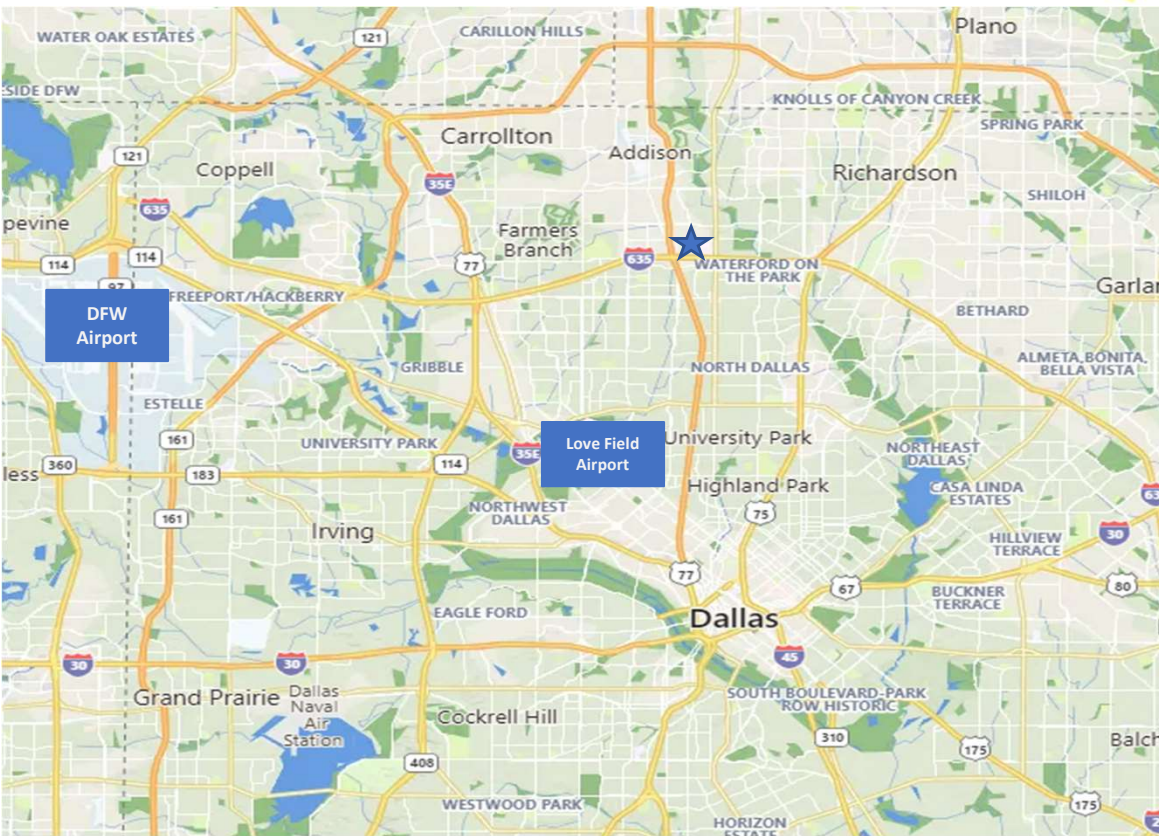 Plano
WATER OAK ESTATES
121
CARILLON HILLS
ESIDE DFW
KNOLLS OF CANYON CREEK
SPRING PARK
Carrollton
Addison
121
Coppell
35E
Richardson
SHILOH
635
pevine
Farmers
Branch
114
114
77
635
WATERFORD ON
THE PARK
97
FREEPORT/HACKBERRY
Garlar
DFW
Airport
BETHARD
GRIBBLE
NORTH DALLAS
ALMETA,BONITA,
BELLA VISTA
ESTELLE
161
UNIVERSITY PARK
Love Field
Airport
University Park
NORTHEAST
DALLAS
less
360
183
114
35E
Highland Park
CASA LINDA
ESTATES
63
161
NORTHWEST
DALLAS
75
Irving
30
HILLVIEW
TERRACE
77
67
80
EAGLE FORD
Dallas
BUCKNER
TERRACE
30
30
45
Grand Prairie
Dallas
Naval
Air
Station
SOUTH BOULEVARD-PARK
ROW HISTORIC
Cockrell Hill
310
175
Balch
408
WESTWOOD PARK
175
HORIZON
ESTATE
2